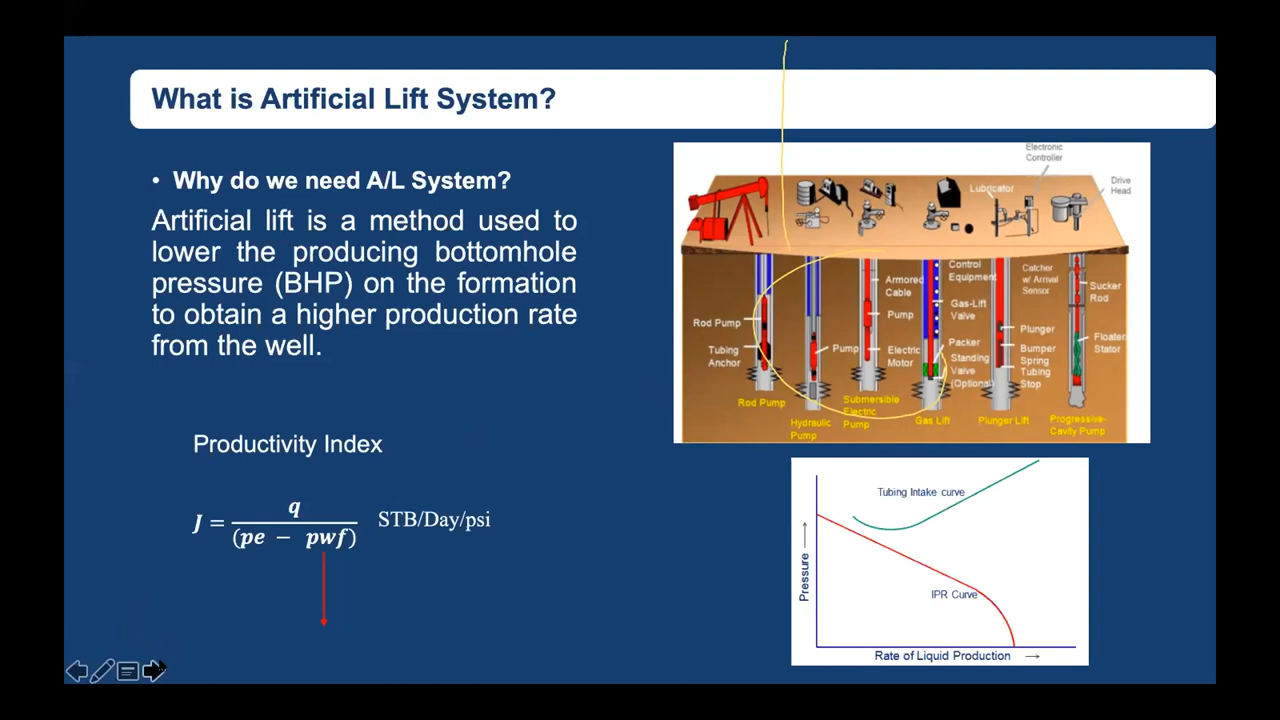 What is Artificial Lift System?
• Why do we need A/L System?
Artificial lift is a method used to
lower the producing bottomhole
pressure (BHP) on the formation
to obtain a higher production rate
from the well.
Productivity Index
J = q / (pe − pwf) STB/Day/psi
Electronic
Controller
Drive
Head
Lubricator
Rod Pump
Tubing
Anchor
Rod Pump
Pump
Hydraulic
Pump
Armored
Cable
Pump
Electric
Motor
Submersible
Electric
Pump
Control
Equipment
Gas-Lift
Valve
Packer
Standing
Valve
(Optional)
Gas Lift
Catcher
w/ Arrival
Sensor
Plunger
Bumper
Spring
Tubing
Stop
Plunger Lift
Sucker
Rod
Floater
Stator
Progressive-
Cavity Pump
Tubing Intake curve
IPR Curve
Pressure
Rate of Liquid Production